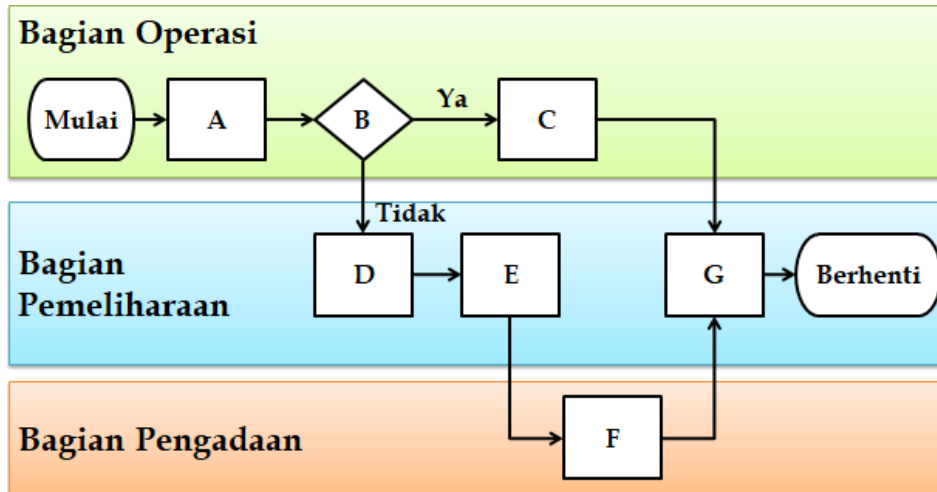 Bagian Operasi
Mulai
A
B
Ya
C
Tidak
Bagian
Pemeliharaan
D
E
G
Berhenti
Bagian Pengadaan
F